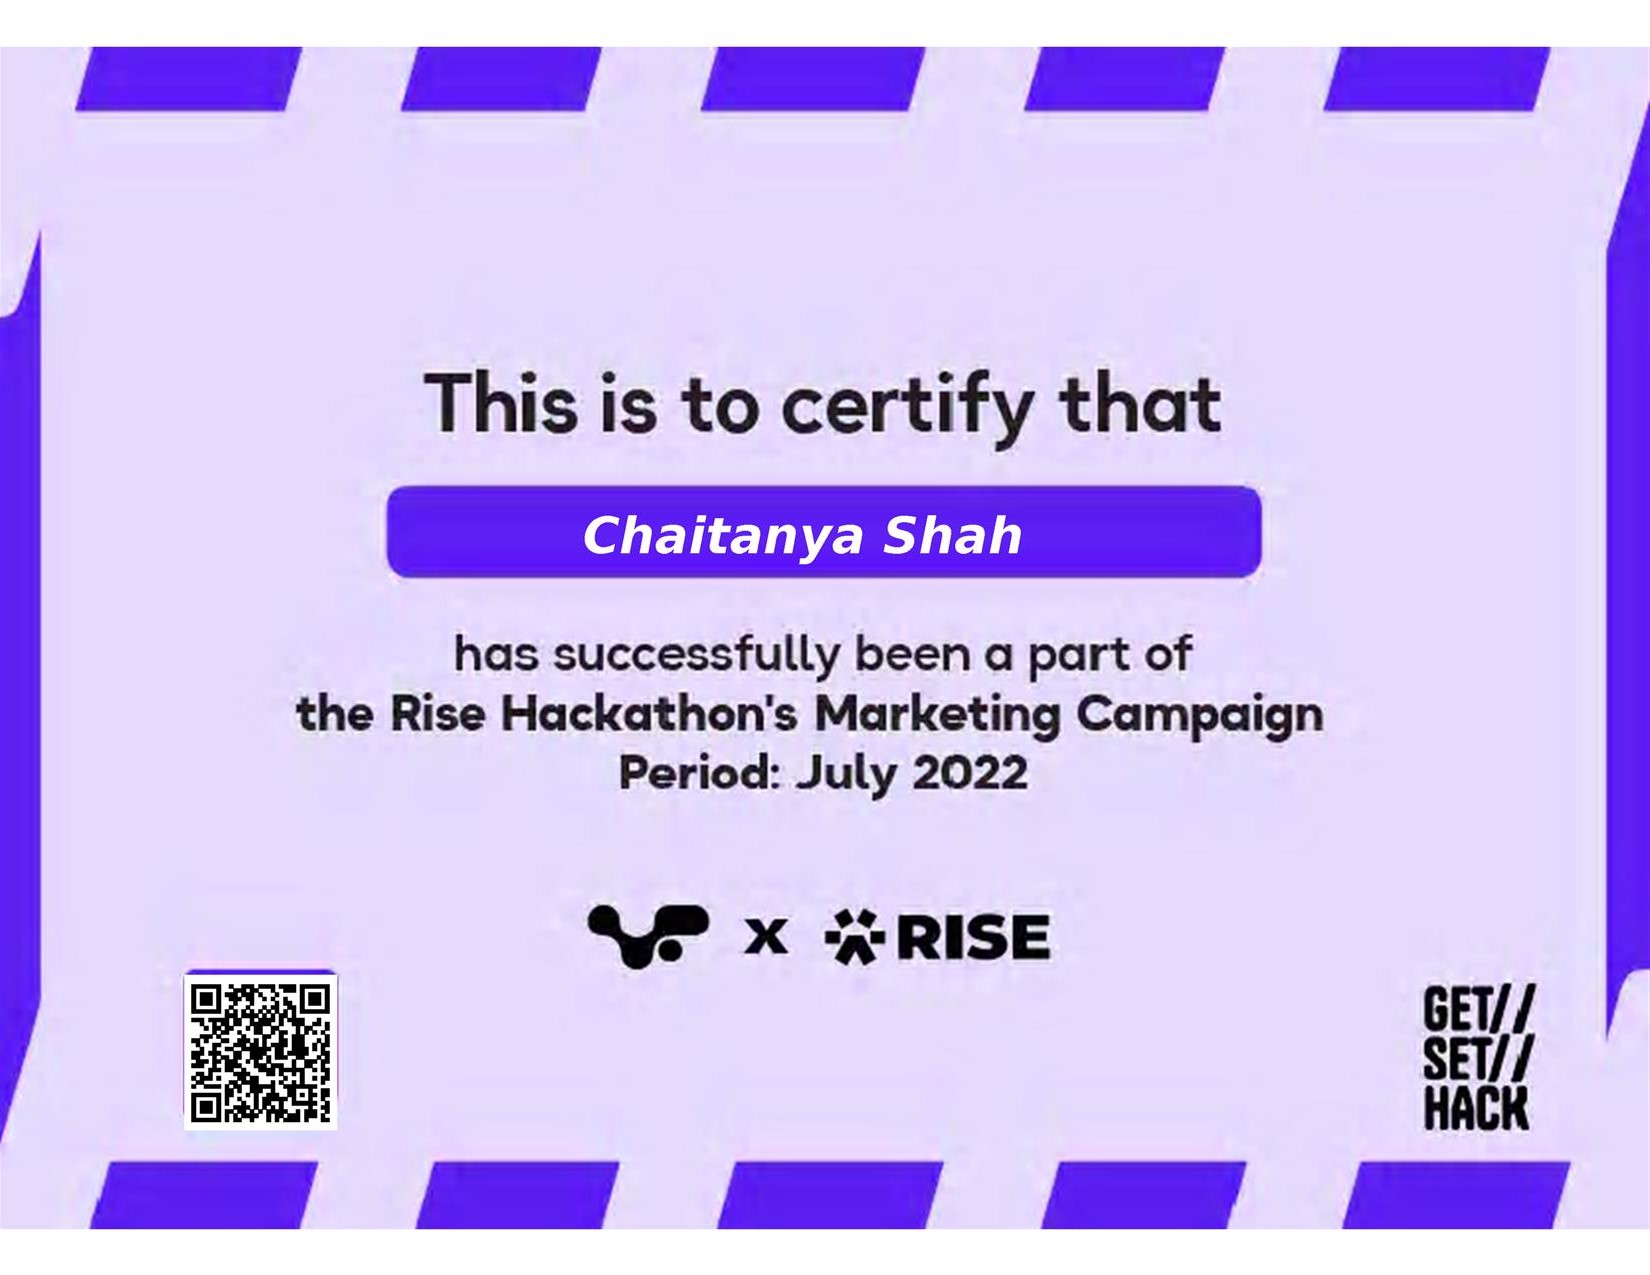 This is to certify that
Chaitanya Shah
has successfully been a part of
the Rise Hackathon's Marketing Campaign
Period: July 2022
x RISE
GET//
SET//
HACK